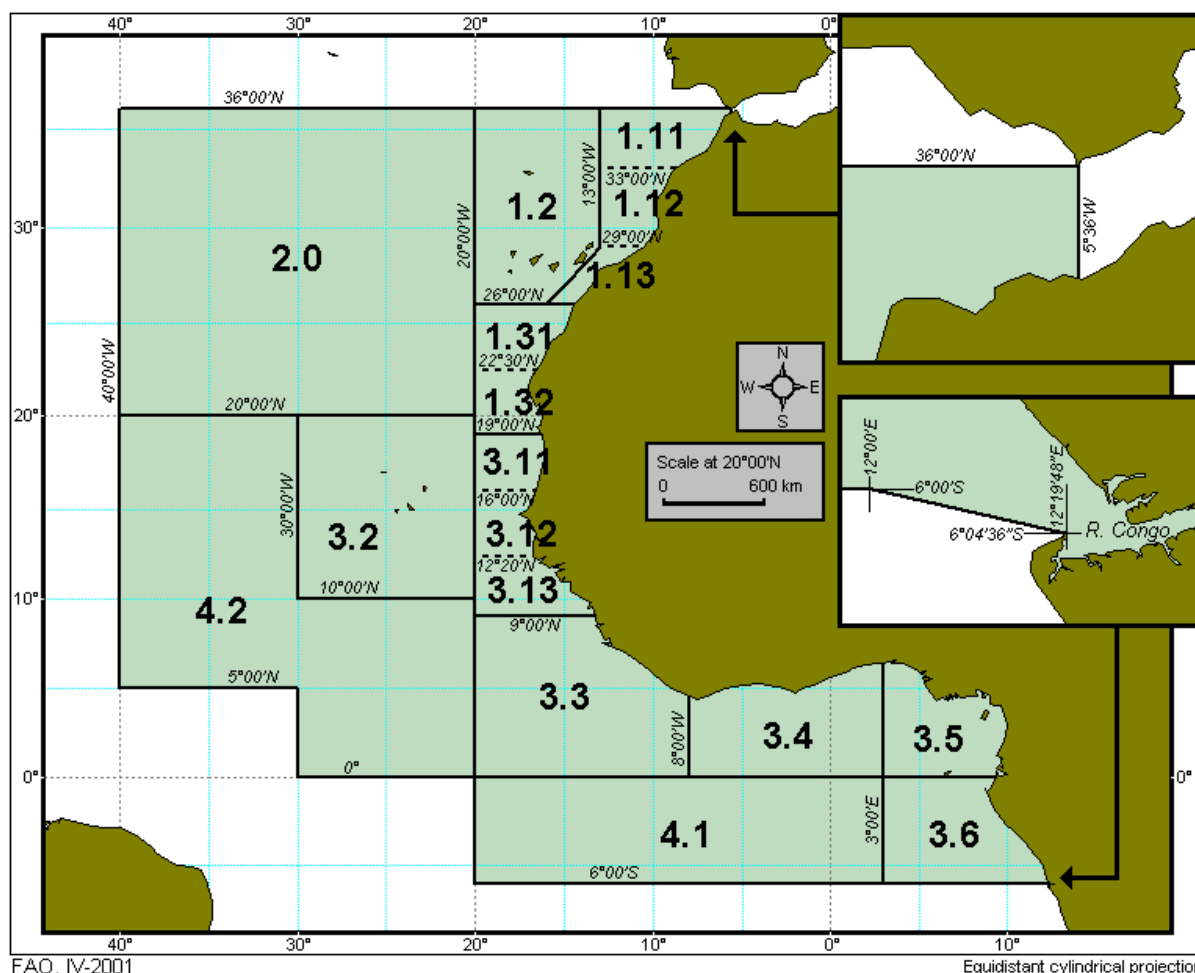 40° 30° 20° 10° 0°
36°00'N
36°00'N
1.11
13°00'W
33°00'N
5°36'W
1.2
1.12
30°
20°00'W
29°00'N
2.0
1.13
26°00'N
1.31
N
22°30'N
40°00'W
W E
1.32
S
20°00'N
20°
19°00'N
12°00'E
3.11
Scale at 20°00'N
6°00'S
12°19'48"E
30°00'W
16°00'N
0 600 km
3.2
3.12
6°04'36"S
R. Congo
12°20'N
10°00'N
3.13
10°
4.2
9°00'N
5°00'N
3.3
8°00'W
3.4
3.5
0°
0°
0°
4.1
3°00'E
3.6
6°00'S
40° 30° 20° 10° 0° 10°
FAO, IV-2001
Equidistant cylindrical projection